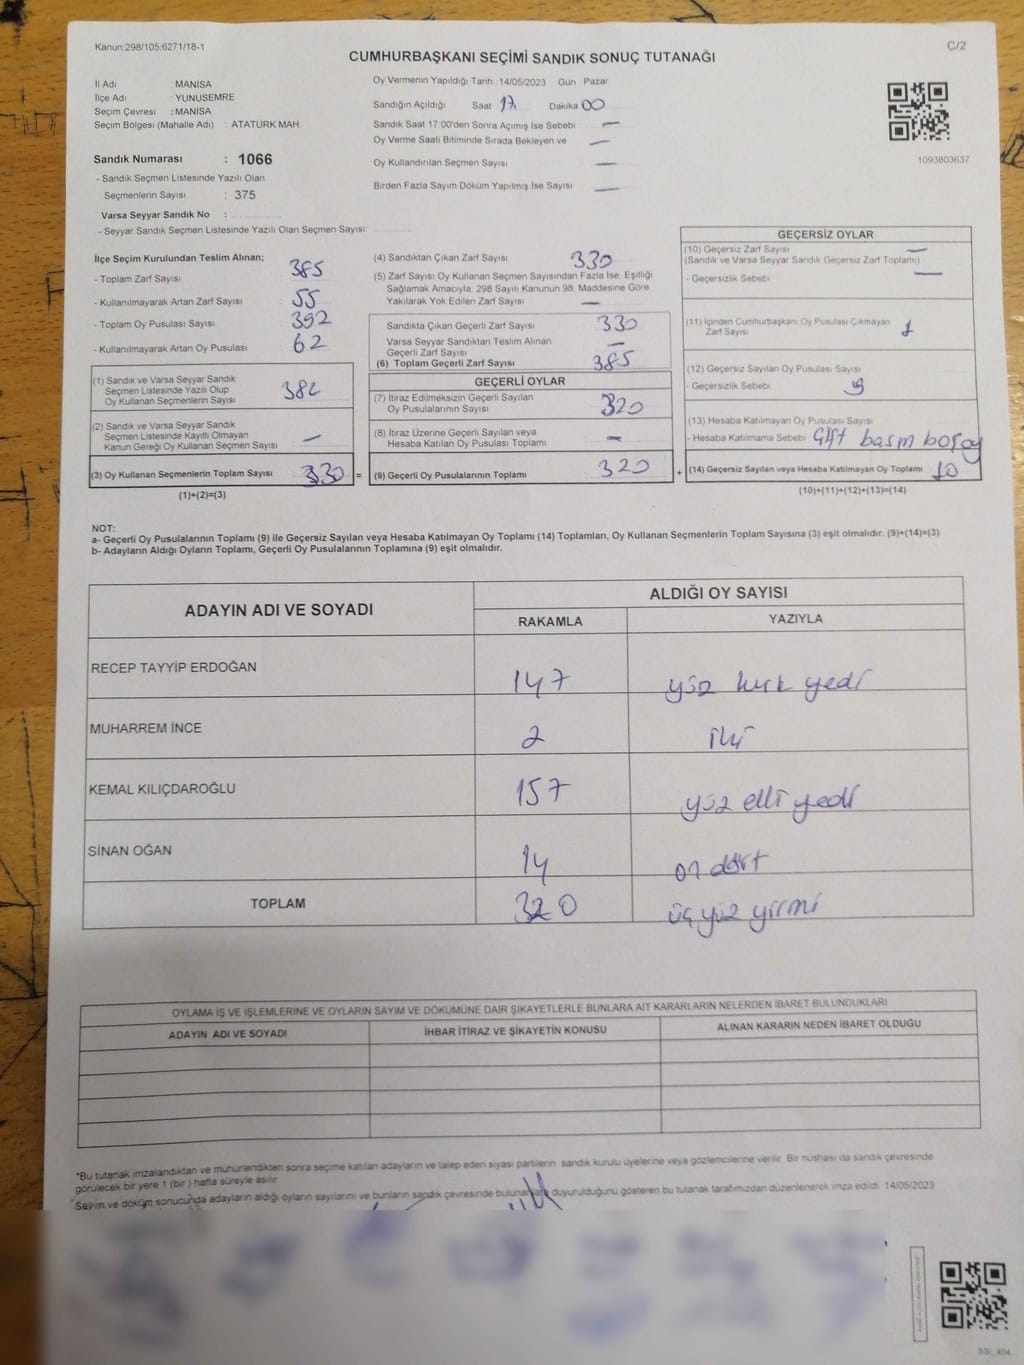 Kanun;298/105;6271/18-1
C/2
CUMHURBAŞKANI SEÇİMİ SANDIK SONUÇ TUTANAĞI
İl Adı : MANİSA
İlçe Adı : YUNUSEMRE
Seçim Çevresi : MANİSA
Seçim Bölgesi (Mahalle Adı) : ATATÜRK MAH.
Sandık Numarası : 1066
- Sandık Seçmen Listesinde Yazılı Olan
Seçmenlerin Sayısı : 375
Varsa Seyyar Sandık No :
- Seyyar Sandık Seçmen Listesinde Yazılı Olan Seçmen Sayısı:
Oy Vermenin Yapıldığı Tarih 14/05/2023 Gün Pazar
Sandığın Açıldığı Saat 17 Dakika 00
Sandık Saat 17:00'den Sonra Açımış İse Sebebi —
Oy Verme Saati Bitiminde Sırada Bekleyen ve —
Oy Kullandırılan Seçmen Sayısı —
Birden Fazla Sayım Döküm Yapılmış İse Sayısı —
1093803637
İlçe Seçim Kurulundan Teslim Alınan;
- Toplam Zarf Sayısı 385
- Kullanılmayarak Artan Zarf Sayısı 55
- Toplam Oy Pusulası Sayısı 392
- Kullanılmayarak Artan Oy Pusulası 62
(1) Sandık ve Varsa Seyyar Sandık
Seçmen Listesinde Yazılı Olup
Oy Kullanan Seçmenlerin Sayısı 382
(2) Sandık ve Varsa Seyyar Sandık
Seçmen Listesinde Kayıtlı Olmayan
Kanun Gereği Oy Kullanan Seçmen Sayısı —
(3) Oy Kullanan Seçmenlerin Toplam Sayısı 330 =
(1)+(2)=(3)
(4) Sandıktan Çıkan Zarf Sayısı 330
(5) Zarf Sayısı Oy Kullanan Seçmen Sayısından Fazla İse, Eşitliği
Sağlamak Amacıyla; 298 Sayılı Kanunun 98. Maddesine Göre
Yakılarak Yok Edilen Zarf Sayısı —
Sandıkta Çıkan Geçerli Zarf Sayısı 330
Varsa Seyyar Sandıktan Teslim Alınan
Geçerli Zarf Sayısı —
(6) Toplam Geçerli Zarf Sayısı 385
GEÇERLİ OYLAR
(7) İtiraz Edilmeksizin Geçerli Sayılan
Oy Pusulalarının Sayısı 320
(8) İtiraz Üzerine Geçerli Sayılan veya
Hesaba Katılan Oy Pusulası Toplamı —
(9) Geçerli Oy Pusulalarının Toplamı 320 +
GEÇERSİZ OYLAR
(10) Geçersiz Zarf Sayısı —
(Sandık ve Varsa Seyyar Sandık Geçersiz Zarf Toplamı)
- Geçersizlik Sebebi —
(11) İçinden Cumhurbaşkanı Oy Pusulası Çıkmayan
Zarf Sayısı 1
(12) Geçersiz Sayılan Oy Pusulası Sayısı
- Geçersizlik Sebebi 9
(13) Hesaba Katılmayan Oy Pusulası Sayısı
- Hesaba Katılmama Sebebi Çift basım
(14) Geçersiz Sayılan veya Hesaba Katılmayan Oy Toplamı 10
(10)+(11)+(12)+(13)=(14)
NOT:
a- Geçerli Oy Pusulalarının Toplamı (9) ile Geçersiz Sayılan veya Hesaba Katılmayan Oy Toplamı (14) Toplamları, Oy Kullanan Seçmenlerin Toplam Sayısına (3) eşit olmalıdır. (9)+(14)=(3)
b- Adayların Aldığı Oyların Toplamı, Geçerli Oy Pusulalarının Toplamına (9) eşit olmalıdır.
ADAYIN ADI VE SOYADI ALDIĞI OY SAYISI
RAKAMLA YAZIYLA
RECEP TAYYİP ERDOĞAN 147 yüz kırk yedi
MUHARREM İNCE 2 iki
KEMAL KILIÇDAROĞLU 157 yüz elli yedi
SİNAN OĞAN 14 on dört
TOPLAM 320 üç yüz yirmi
OYLAMA İŞ VE İŞLEMLERİNE VE OYLARIN SAYIM VE DÖKÜMÜNE DAİR ŞİKAYETLERLE BUNLARA AİT KARARLARIN NELERDEN İBARET BULUNDUKLARI
ADAYIN ADI VE SOYADI İHBAR İTİRAZ VE ŞİKAYETİN KONUSU ALINAN KARARIN NEDEN İBARET OLDUĞU
*Bu tutanak imzalandıktan ve mühürlendikten sonra seçime katılan adayların ve talep eden siyasi partilerin sandık kurulu üyelerine veya gözlemcilerine verilir. Bir nüshası da sandık çevresinde
görülecek bir yere 1 (bir) hafta süreyle asılır.
*Sayım ve döküm sonucunda adayların aldığı oyların sayılarını ve bunların sandık çevresinde bulunanlara duyurulduğunu gösteren bu tutanak tarafımızdan düzenlenerek imza edildi. 14/05/2023